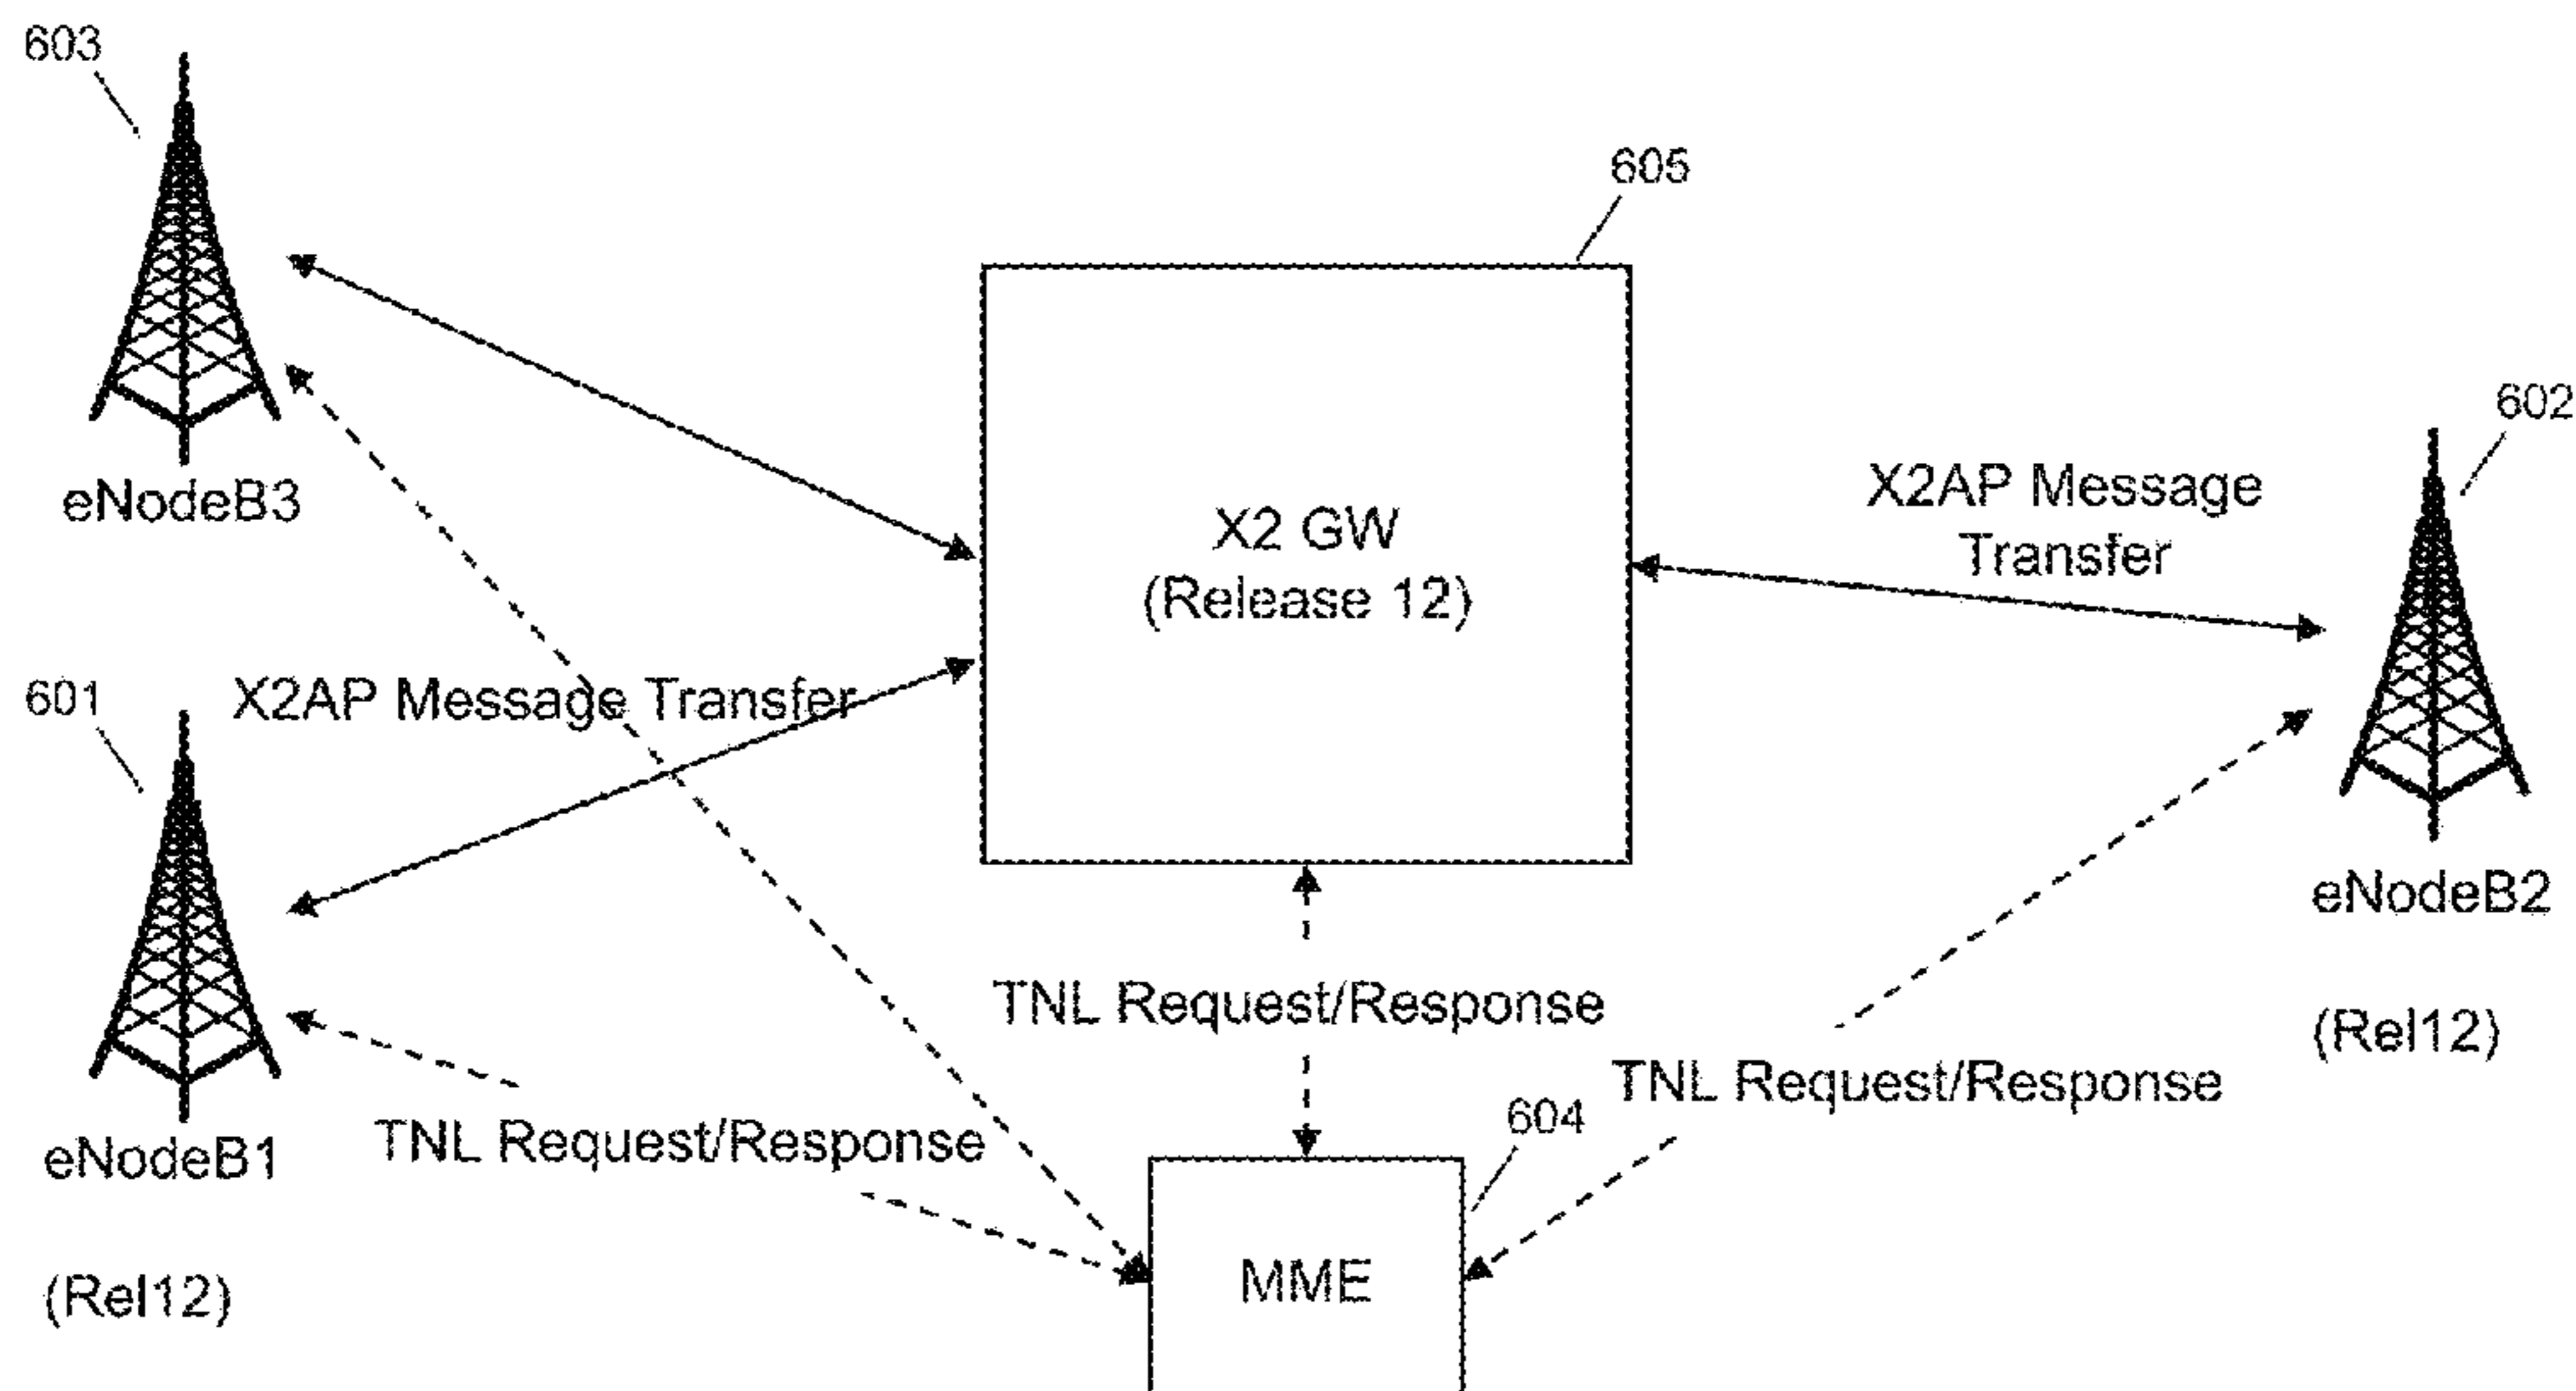 603
605
602
eNodeB3
X2 GW
(Release 12)
X2AP Message
Transfer
601
X2AP Message Transfer
eNodeB2
(Rel12)
TNL Request/Response
TNL Request/Response
604
TNL Request/Response
eNodeB1
(Rel12)
MME